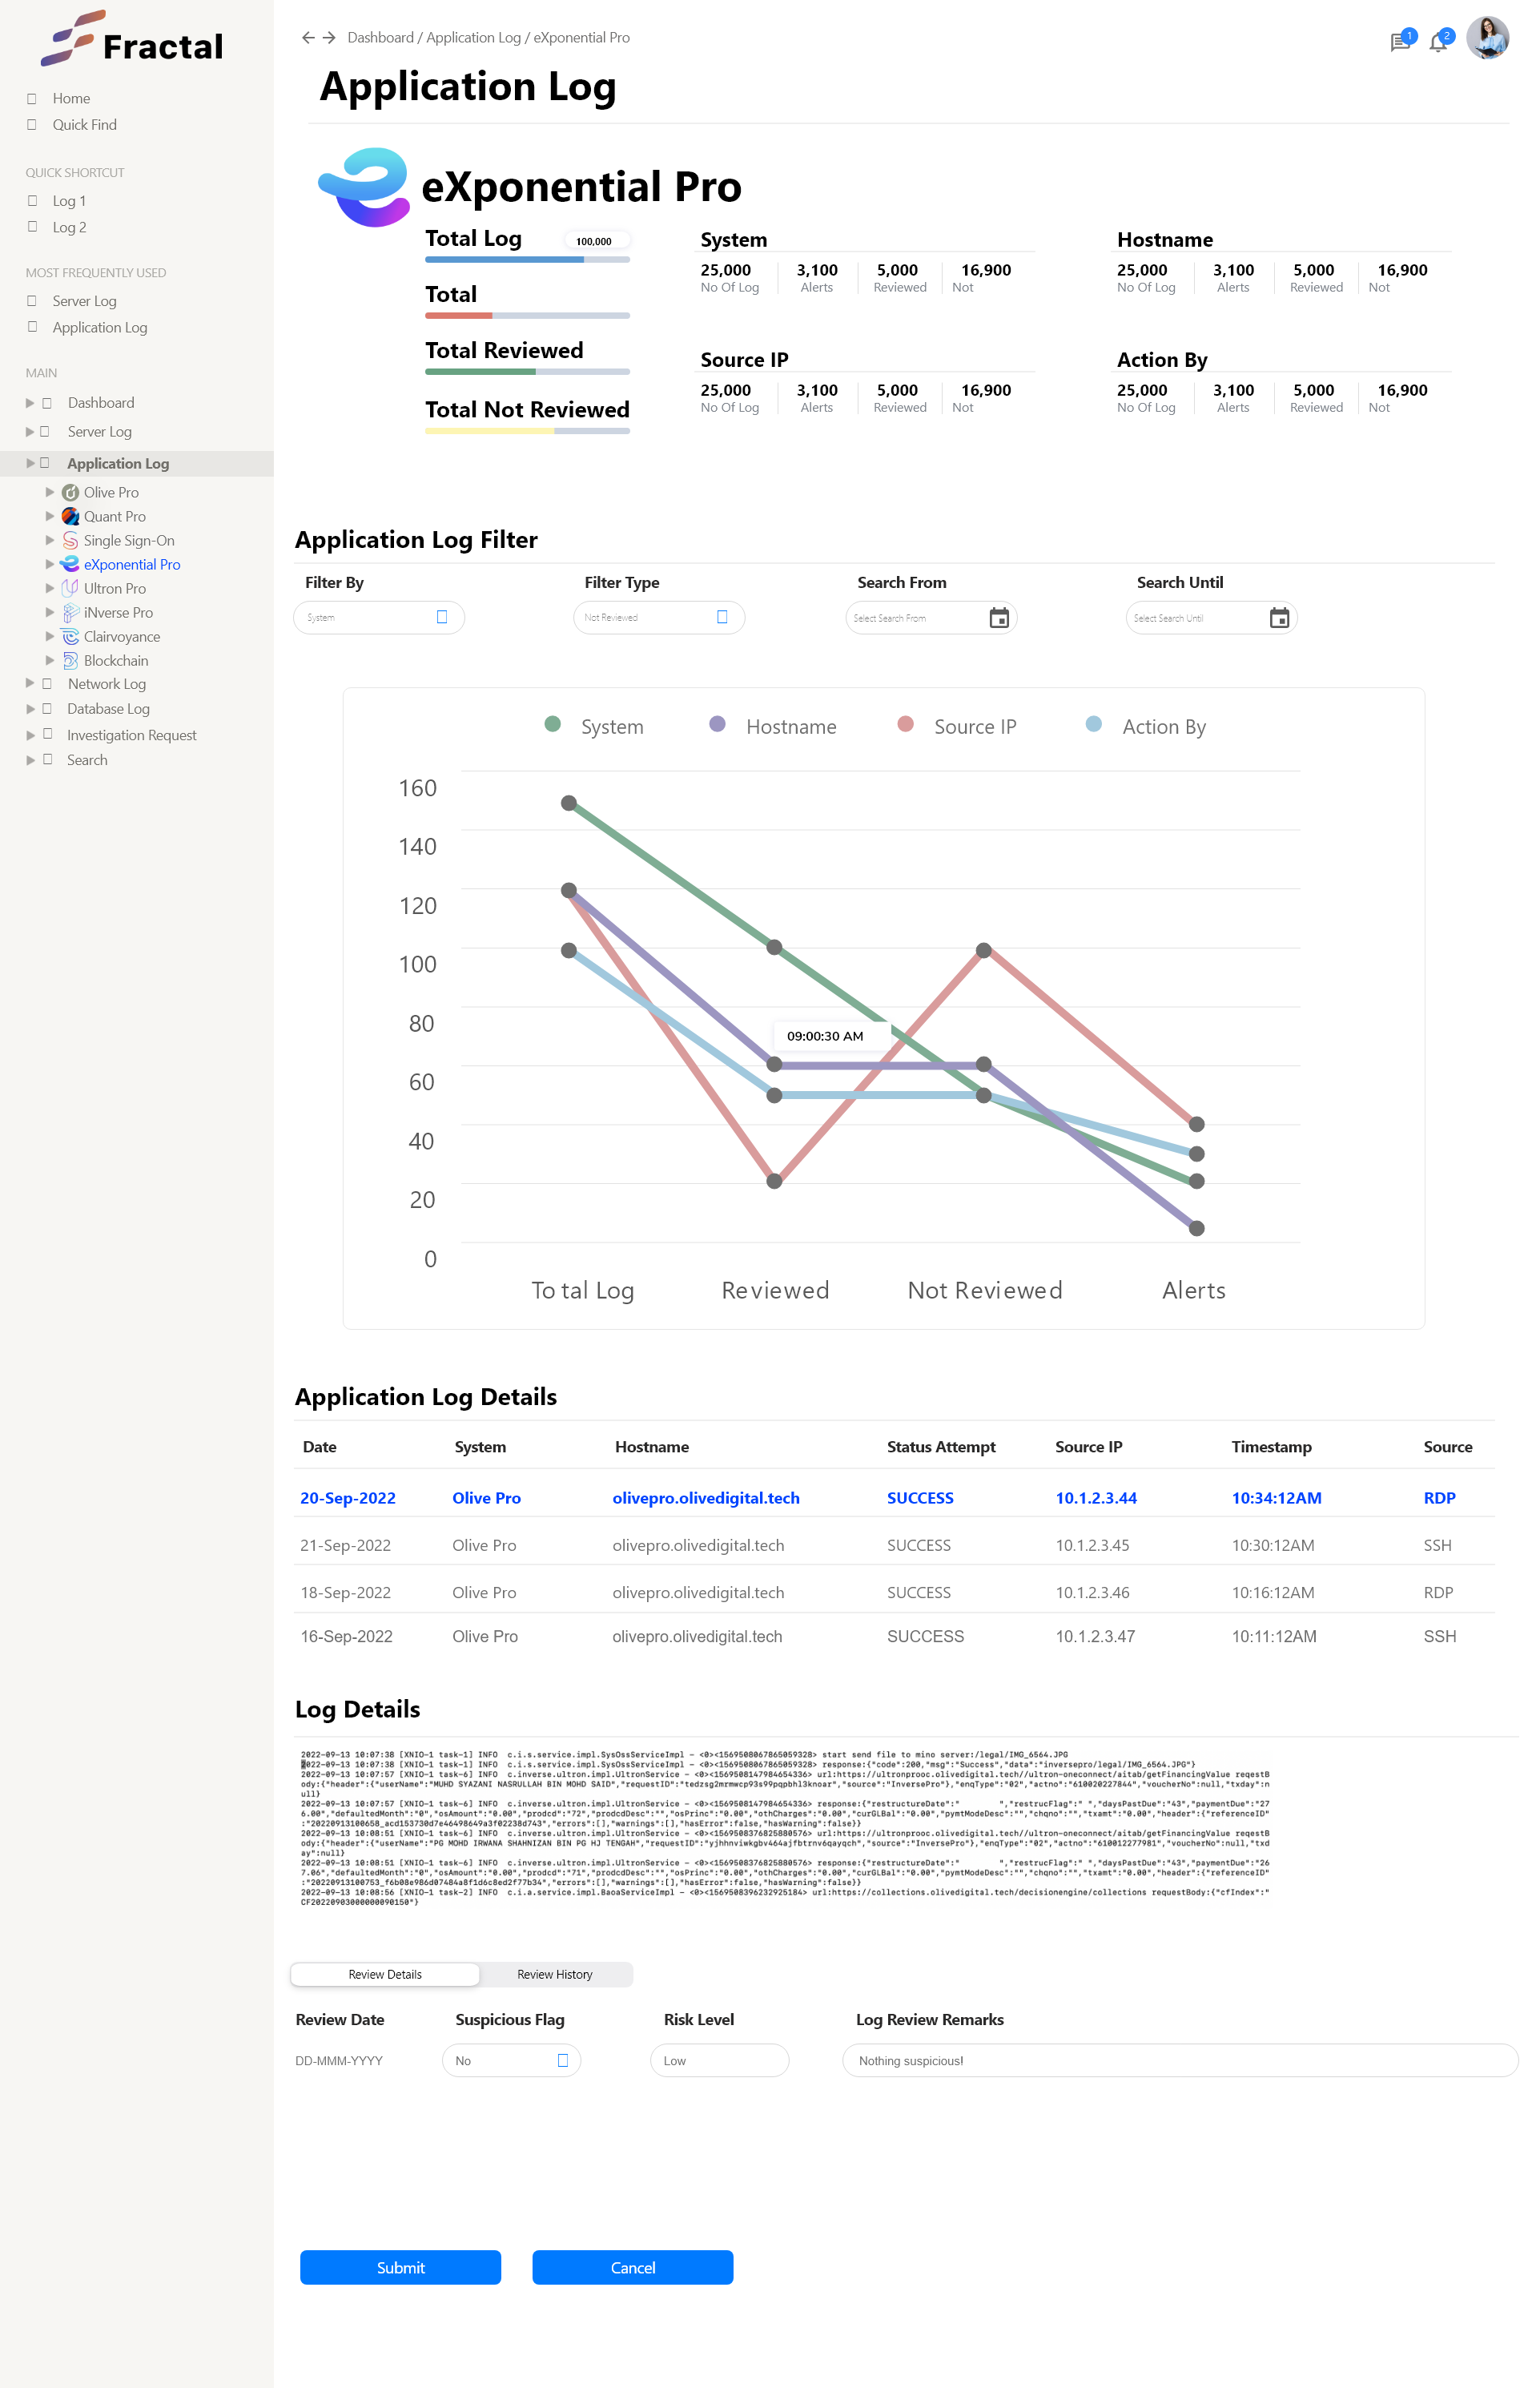 Fractal
Home
Quick Find
QUICK SHORTCUT
Log 1
Log 2
MOST FREQUENTLY USED
Server Log
Application Log
MAIN
Dashboard
Server Log
Application Log
Olive Pro
Quant Pro
Single Sign-On
eXponential Pro
Ultron Pro
iNverse Pro
Clairvoyance
Blockchain
Network Log
Database Log
Investigation Request
Search
Dashboard / Application Log / eXponential Pro
1
2
Application Log
eXponential Pro
Total Log 100,000
Total
Total Reviewed
Total Not Reviewed
System
25,000 3,100 5,000 16,900
No Of Log Alerts Reviewed Not
Hostname
25,000 3,100 5,000 16,900
No Of Log Alerts Reviewed Not
Source IP
25,000 3,100 5,000 16,900
No Of Log Alerts Reviewed Not
Action By
25,000 3,100 5,000 16,900
No Of Log Alerts Reviewed Not
Application Log Filter
Filter By Filter Type Search From Search Until
System Not Reviewed Select Search From Select Search Until
System Hostname Source IP Action By
160
140
120
100
80
09:00:30 AM
60
40
20
0
Total Log Reviewed Not Reviewed Alerts
Application Log Details
Date System Hostname Status Attempt Source IP Timestamp Source
20-Sep-2022 Olive Pro olivepro.olivedigital.tech SUCCESS 10.1.2.3.44 10:34:12AM RDP
21-Sep-2022 Olive Pro olivepro.olivedigital.tech SUCCESS 10.1.2.3.45 10:30:12AM SSH
18-Sep-2022 Olive Pro olivepro.olivedigital.tech SUCCESS 10.1.2.3.46 10:16:12AM RDP
16-Sep-2022 Olive Pro olivepro.olivedigital.tech SUCCESS 10.1.2.3.47 10:11:12AM SSH
Log Details
2022-09-13 10:07:38 [XNIO-1 task-1] INFO c.i.s.service.impl.SysOssServiceImpl - <0><1569508067865059328> start send file to mino server:/legal/IMG_6564.JPG
2022-09-13 10:07:38 [XNIO-1 task-1] INFO c.i.s.service.impl.SysOssServiceImpl - <0><1569508067865059328> response:{"code":200,"msg":"Success","data":"inversepro/legal/IMG_6564.JPG"}
2022-09-13 10:07:57 [XNIO-1 task-6] INFO c.inverse.ultron.impl.UltronService - <0><1569508147984654336> url:https://ultronprooc.olivedigital.tech//ultron-oneconnect/aitab/getFinancingValue reqestB
ody:{"header":{"userName":"MUHD SYAZANI NASRULLAH BIN MOHD SAID","requestID":"tedzsg2mrmwcp93s99pqpbhl3knoar","source":"InversePro"},"enqType":"02","actno":"610020227844","voucherNo":null,"txday":n
ull}
2022-09-13 10:07:57 [XNIO-1 task-6] INFO c.inverse.ultron.impl.UltronService - <0><1569508147984654336> response:{"restructureDate":" ","restrucFlag":" ","daysPastDue":"43","paymentDue":"27
6.00","defaultedMonth":"0","osAmount":"0.00","prodcd":"72","prodcdDesc":"","osPrinc":"0.00","othCharges":"0.00","curGLBal":"0.00","pymtModeDesc":"","chqno":"","txamt":"0.00","header":{"referenceID"
:"20220913100658_acd153730d7e46498649a3f02238d743","errors":[],"warnings":[],"hasError":false,"hasWarning":false}}
2022-09-13 10:08:51 [XNIO-1 task-6] INFO c.inverse.ultron.impl.UltronService - <0><1569508376825880576> url:https://ultronprooc.olivedigital.tech//ultron-oneconnect/aitab/getFinancingValue reqestB
ody:{"header":{"userName":"PG MOHD IRWANA SHAHNIZAN BIN PG HJ TENGAH","requestID":"yjhhnviwkgbv464ajfbtrnv6qayqch","source":"InversePro"},"enqType":"02","actno":"610012277981","voucherNo":null,"txd
ay":null}
2022-09-13 10:08:51 [XNIO-1 task-6] INFO c.inverse.ultron.impl.UltronService - <0><1569508376825880576> response:{"restructureDate":" ","restrucFlag":" ","daysPastDue":"43","paymentDue":"26
7.06","defaultedMonth":"0","osAmount":"0.00","prodcd":"71","prodcdDesc":"","osPrinc":"0.00","othCharges":"0.00","curGLBal":"0.00","pymtModeDesc":"","chqno":"","txamt":"0.00","header":{"referenceID"
:"20220913100753_f6b08e986d07484a8f1d6c8ed2f77b34","errors":[],"warnings":[],"hasError":false,"hasWarning":false}}
2022-09-13 10:08:56 [XNIO-1 task-2] INFO c.i.a.service.impl.BaoaServiceImpl - <0><1569508396232925184> url:https://collections.olivedigital.tech/decisionengine/collections requestBody:{"cfIndex":"
CF20220903000000090150"}
Review Details Review History
Review Date Suspicious Flag Risk Level Log Review Remarks
DD-MMM-YYYY No Low Nothing suspicious!
Submit Cancel